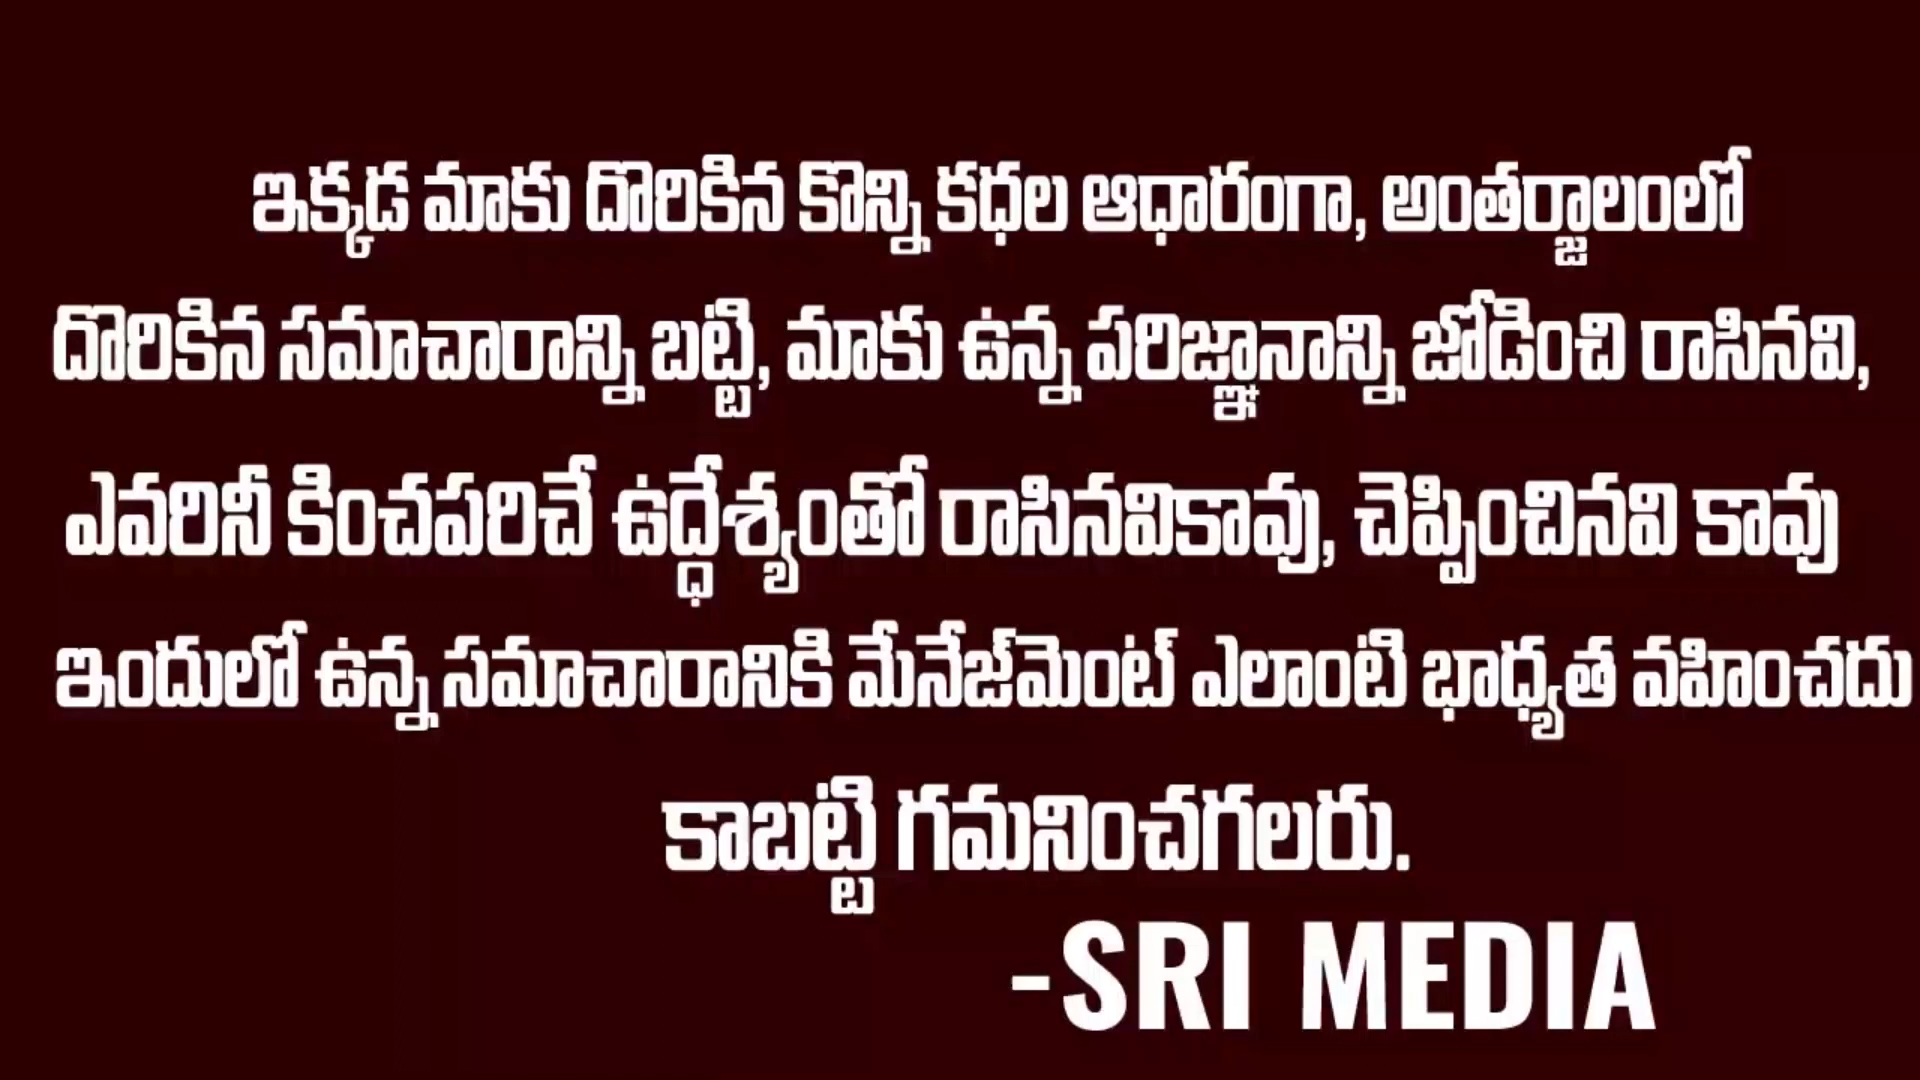 ఇక్కడ మాకు దొరికిన కొన్ని కధల ఆధారంగా, అంతర్జాలంలో
దొరికిన సమాచారాన్ని బట్టి, మాకు ఉన్న పరిజ్ఞానాన్ని జోడించి రాసినవి,
ఎవరినీ కించపరిచే ఉద్ధేశ్యంతో రాసినవికావు, చెప్పించినవి కావు
ఇందులో ఉన్న సమాచారానికి మేనేజ్‌మెంట్ ఎలాంటి భాధ్యత వహించదు
కాబట్టి గమనించగలరు.
-SRI MEDIA